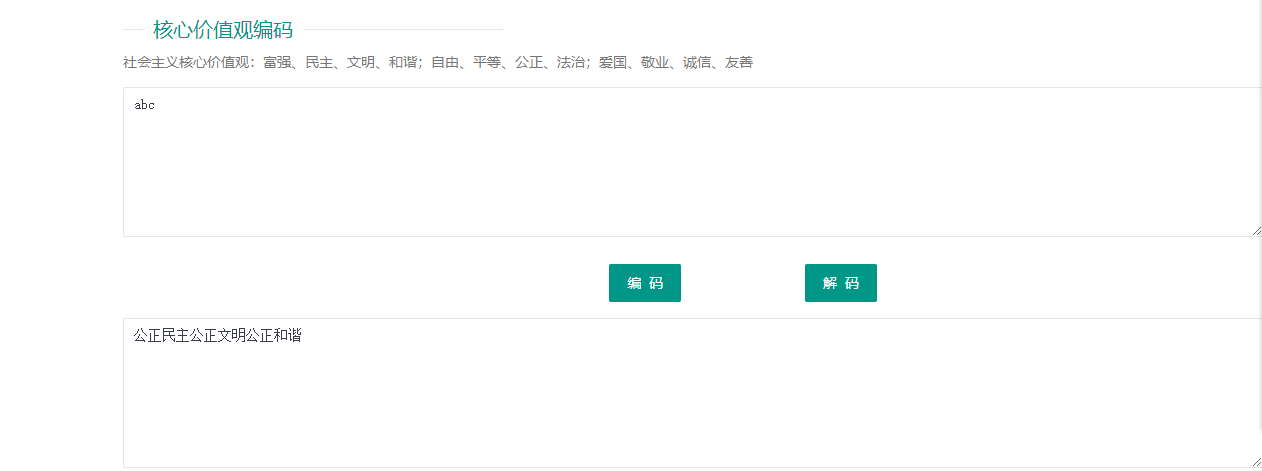 核心价值观编码
社会主义核心价值观：富强、民主、文明、和谐；自由、平等、公正、法治；爱国、敬业、诚信、友善
abc
编 码
解 码
公正民主公正文明公正和谐